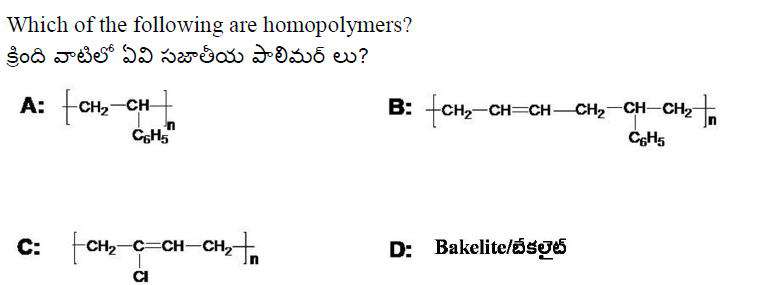 Which of the following are homopolymers?
క్రింది వాటిలో ఏవి సజాతీయ పాలిమర్ లు?
A: [CH₂—CH]n
C₆H₅
B: [CH₂—CH=CH—CH₂—CH—CH₂]n
C₆H₅
C: [CH₂—C=CH—CH₂]n
Cl
D: Bakelite/బేకలైట్